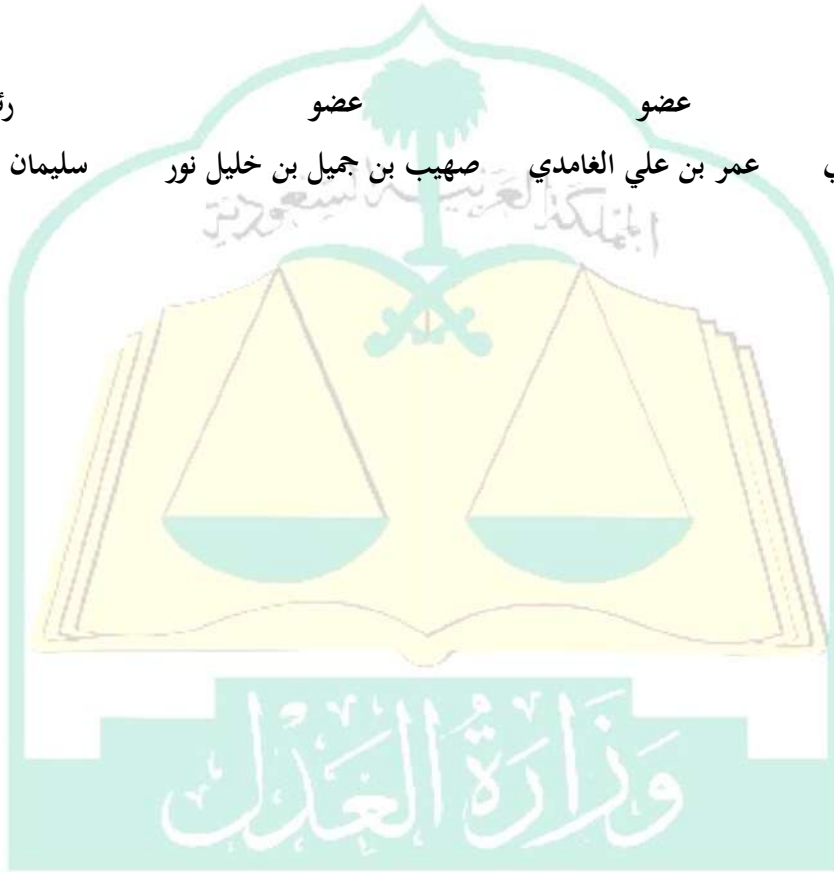 عضو عضو
عمر بن علي الغامدي صهيب بن جميل بن خليل نور سليمان
المملكة العربية السعودية
وزارة العدل